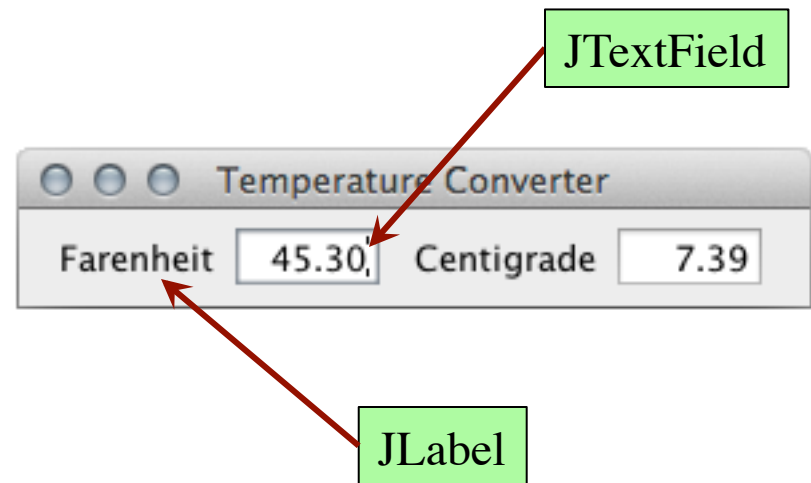 JTextField
Temperature Converter
Farenheit 45.30 Centigrade 7.39
JLabel